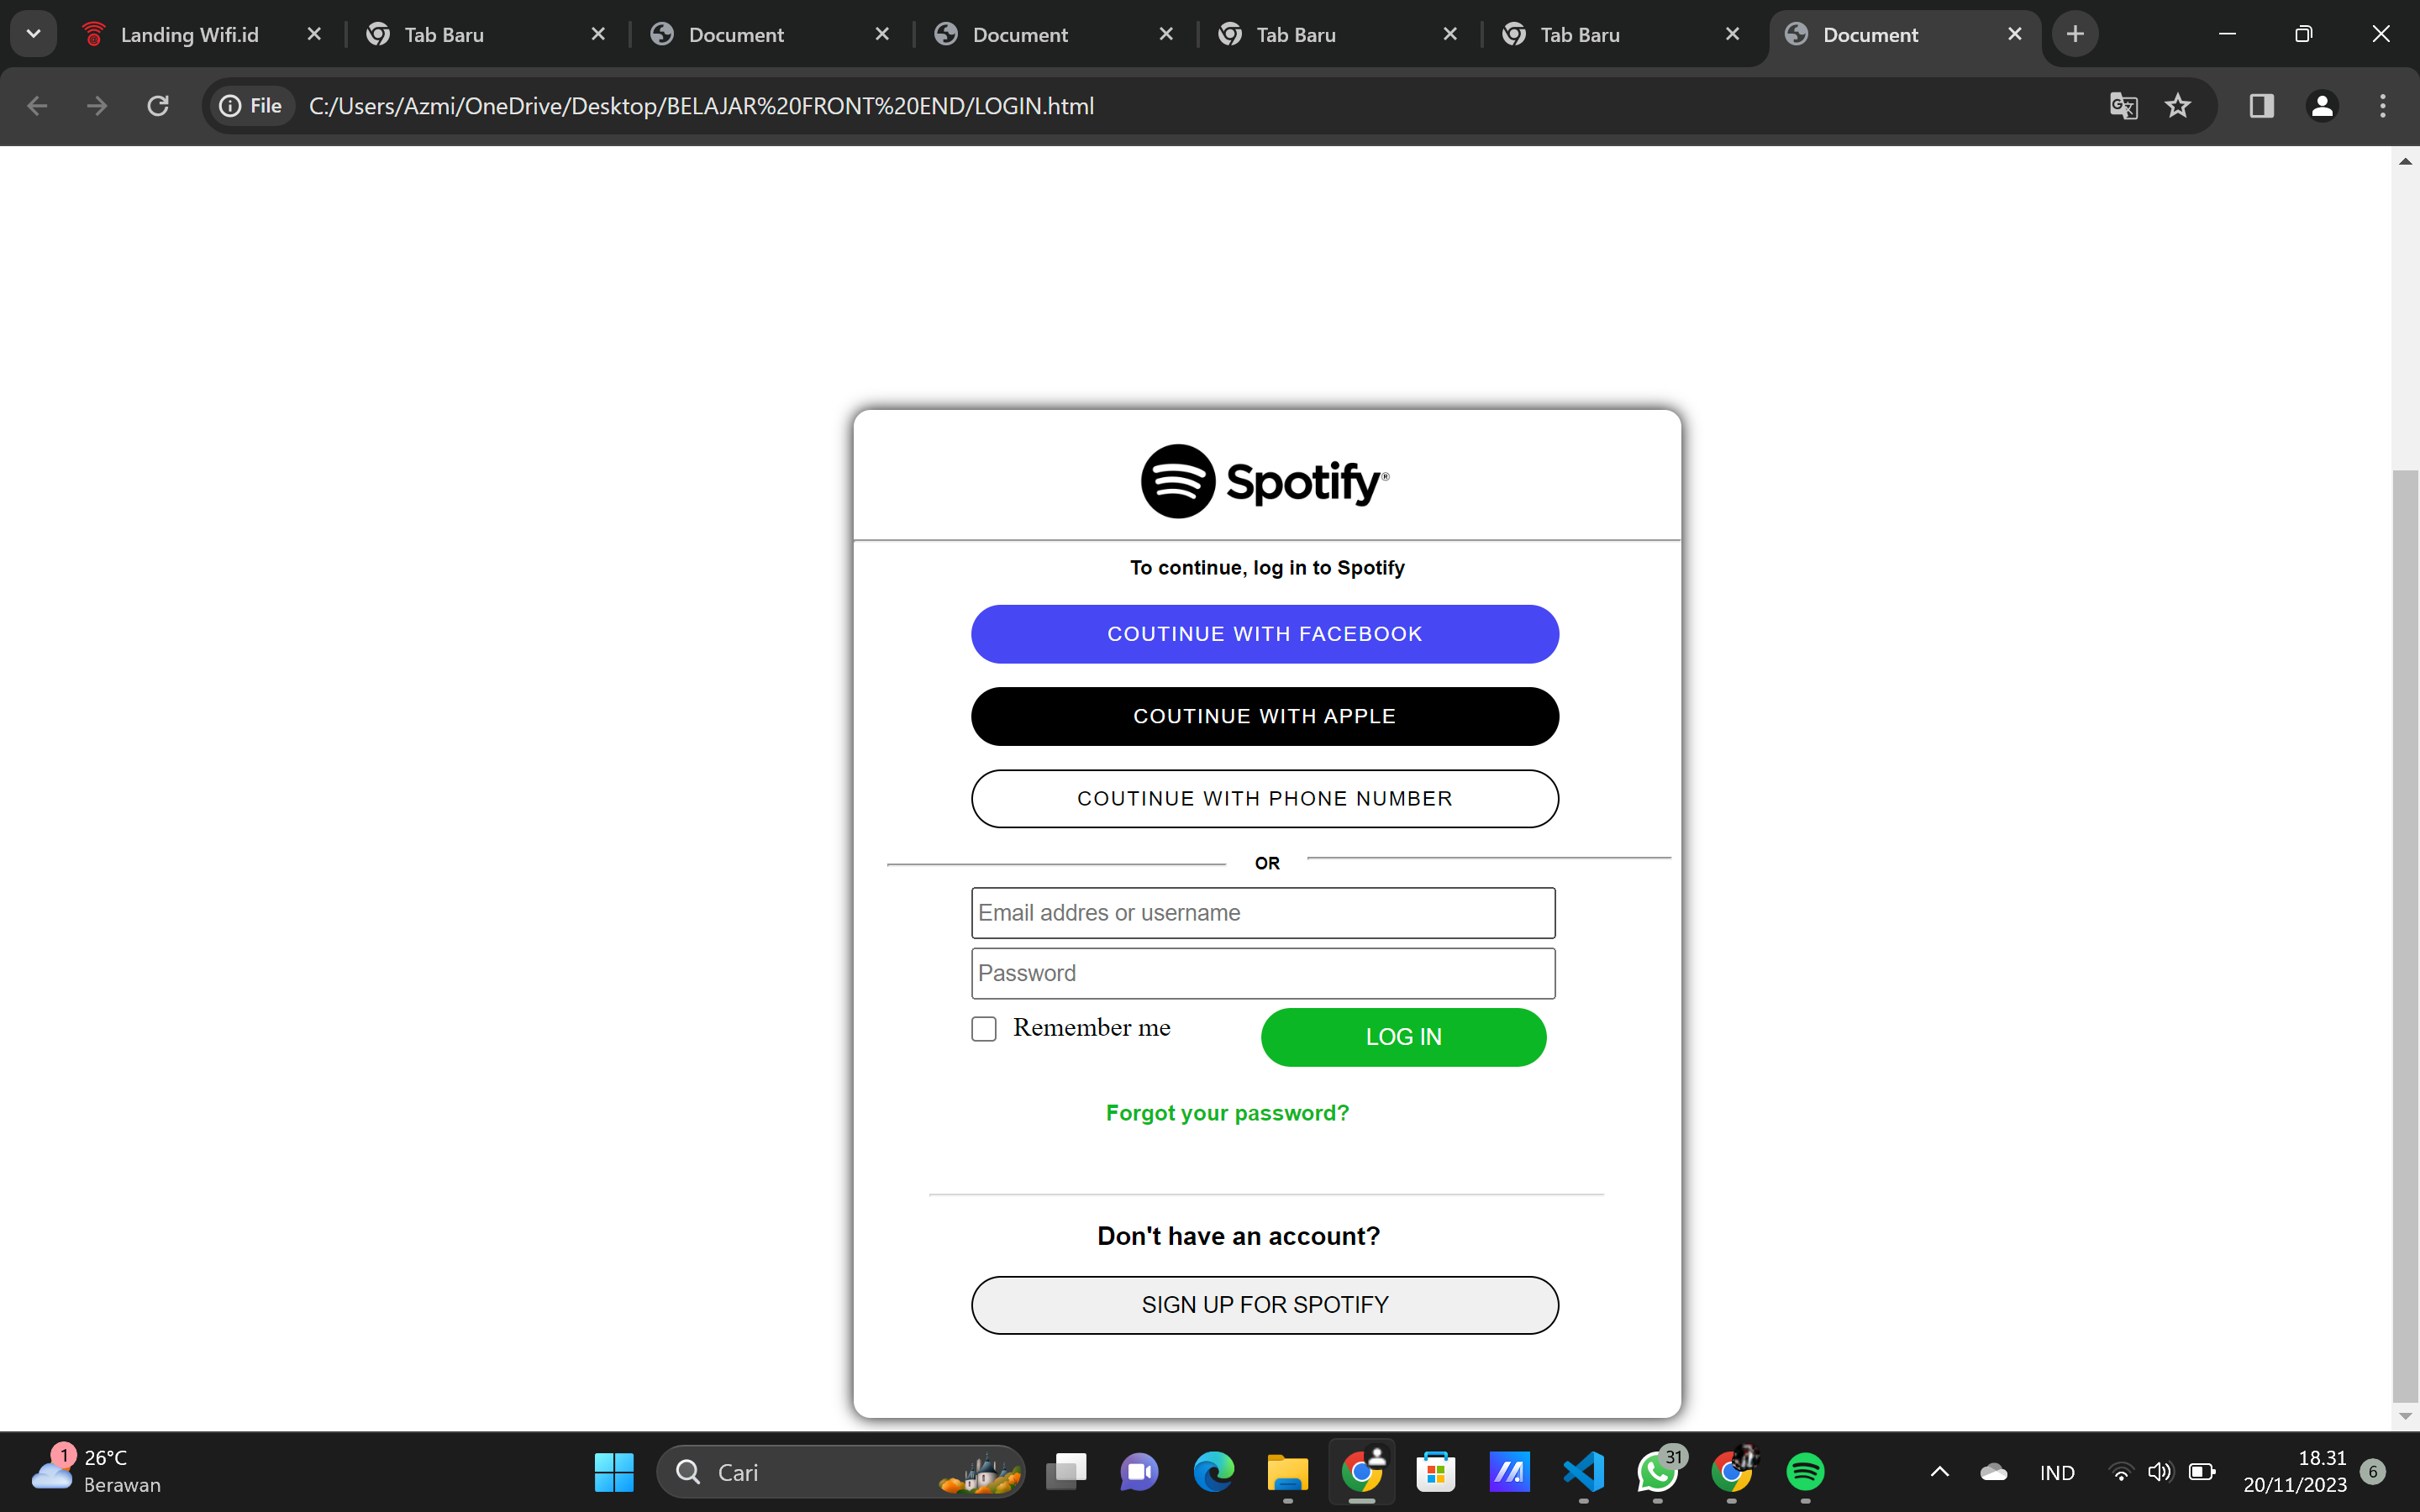 Landing Wifi.id
Tab Baru
Document
Document
Tab Baru
Tab Baru
Document
File
C:/Users/Azmi/OneDrive/Desktop/BELAJAR%20FRONT%20END/LOGIN.html
Spotify®
To continue, log in to Spotify
COUTINUE WITH FACEBOOK
COUTINUE WITH APPLE
COUTINUE WITH PHONE NUMBER
OR
Email addres or username
Password
Remember me
LOG IN
Forgot your password?
Don't have an account?
SIGN UP FOR SPOTIFY
1
26°C
Berawan
Cari
31
IND
18.31
20/11/2023
6